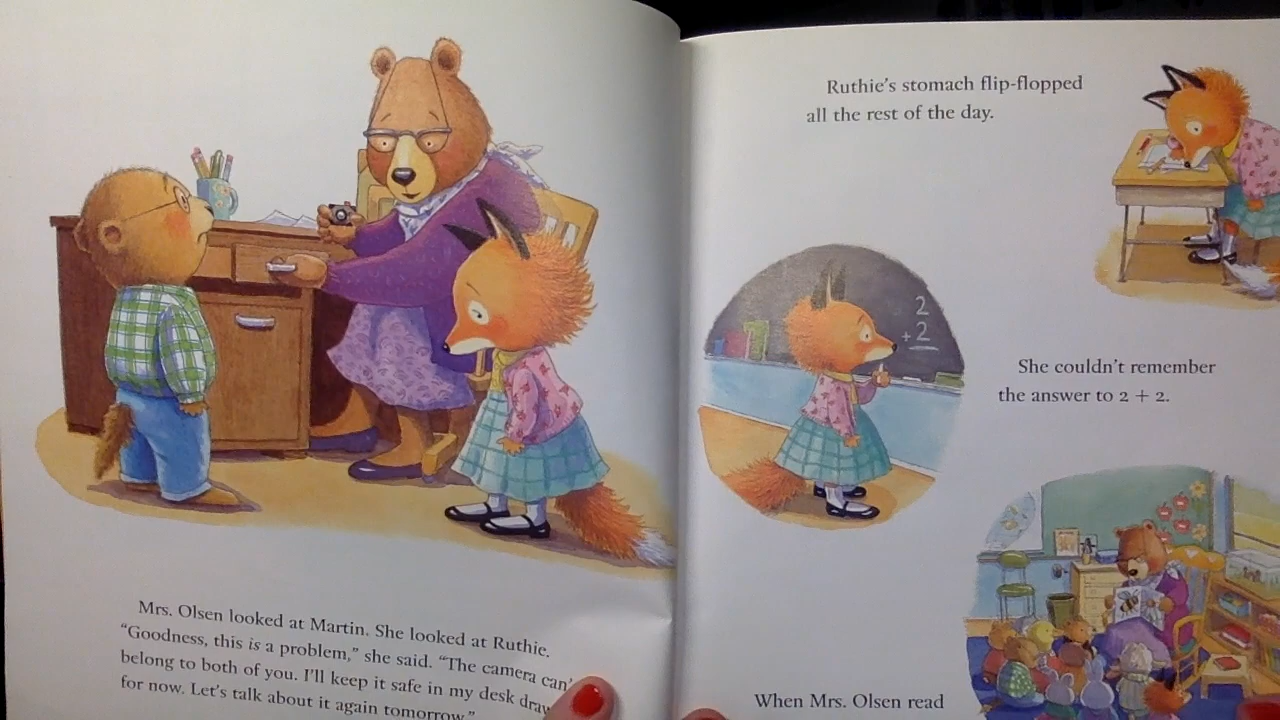 Mrs. Olsen looked at Martin. She looked at Ruthie.
“Goodness, this is a problem,” she said. “The camera can’
belong to both of you. I’ll keep it safe in my desk
for now. Let’s talk about it again tomorrow.”
Ruthie’s stomach flip-flopped
all the rest of the day.
2
+2
She couldn’t remember
the answer to 2 + 2.
When Mrs. Olsen read